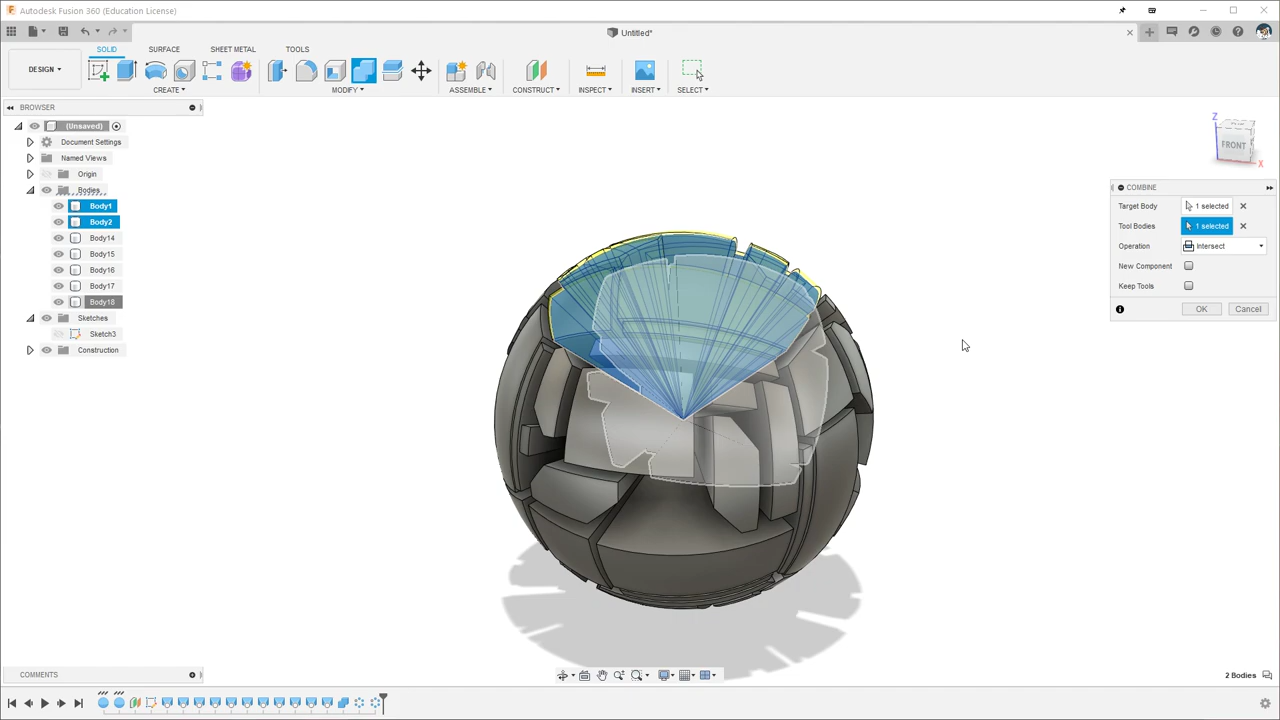 Autodesk Fusion 360 (Education License)
Untitled*
SOLID SURFACE SHEET METAL TOOLS
DESIGN
CREATE MODIFY ASSEMBLE CONSTRUCT INSPECT INSERT SELECT
BROWSER
(Unsaved)
Document Settings
Named Views
Origin
Bodies
Body1
Body2
Body14
Body15
Body16
Body17
Body18
Sketches
Sketch3
Construction
Z
FRONT
X
COMBINE
Target Body 1 selected
Tool Bodies 1 selected
Operation Intersect
New Component
Keep Tools
OK Cancel
COMMENTS
2 Bodies